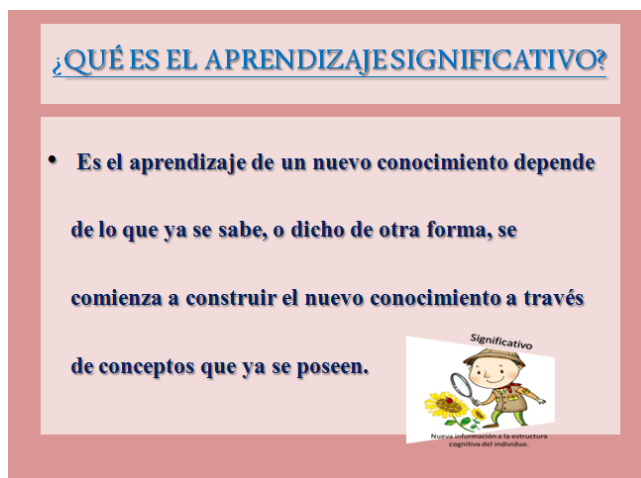 ¿QUÉ ES EL APRENDIZAJE SIGNIFICATIVO?
• Es el aprendizaje de un nuevo conocimiento depende
de lo que ya se sabe, o dicho de otra forma, se
comienza a construir el nuevo conocimiento a través
de conceptos que ya se poseen.
Significativo
Nueva información a la estructura
cognitiva del individuo.